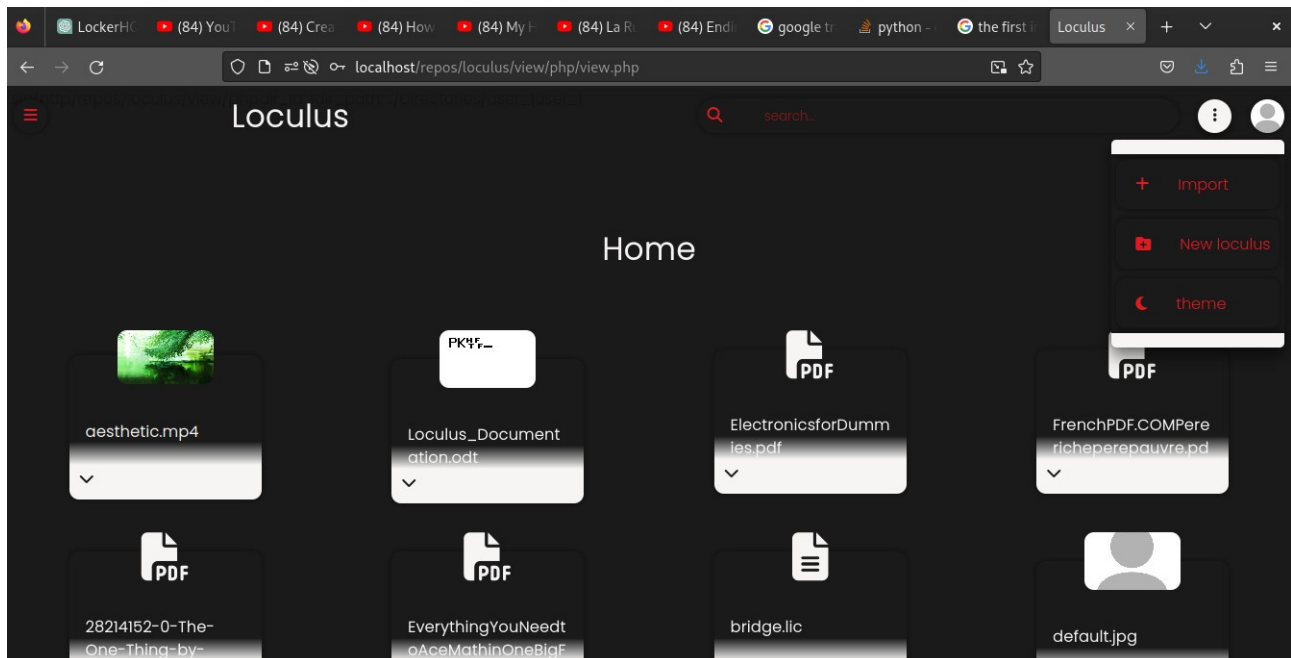 LockerH
(84) YouT
(84) Crea
(84) How
(84) My H
(84) La Ru
(84) Endi
google tr
python -
the first i
Loculus
localhost/repos/loculus/view/php/view.php
Loculus
search...
Import
New loculus
theme
Home
aesthetic.mp4
PK
Loculus_Document
ation.odt
PDF
ElectronicsforDumm
ies.pdf
PDF
FrenchPDF.COMPere
richeperepauvre.pd
PDF
28214152-0-The-
One-Thing-by-
PDF
EverythingYouNeedt
oAceMathinOneBigF
bridge.lic
default.jpg